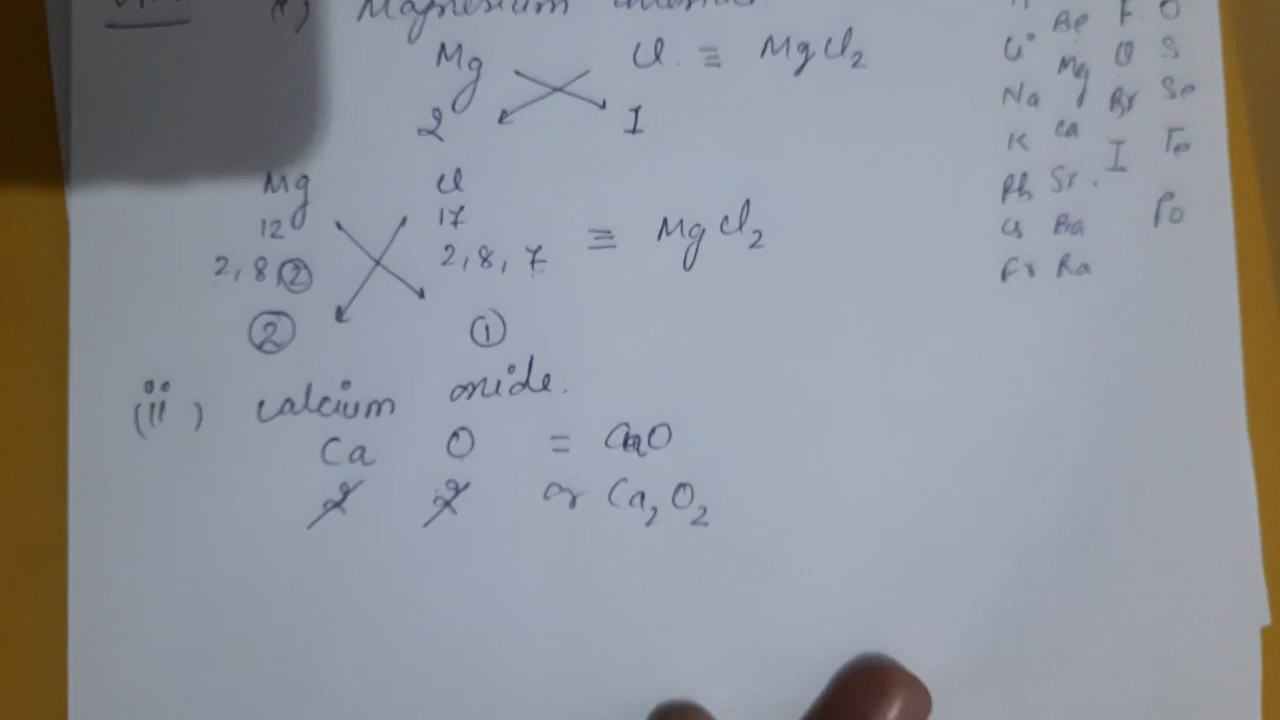 (i) Magnesium
Mg Cl ≡ MgCl2
2 I
Mg Cl
12 17
2, 8 2 2, 8, 7 ≡ MgCl2
2 1
(ii) calcium oxide.
Ca O = CaO
2 2 or Ca2O2
Be F O
Li Mg Cl S
Na Ca Br Se
K Sr. I Te
Rb Ba Po
Cs Ra
Fr